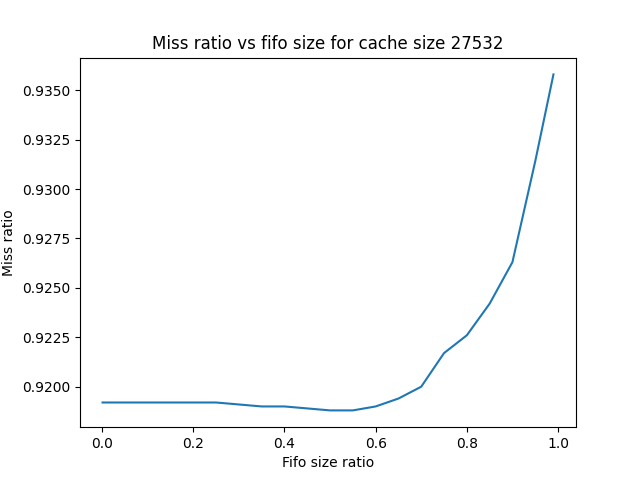 Miss ratio vs fifo size for cache size 27532
0.9350
0.9325
0.9300
0.9275
0.9250
0.9225
0.9200
Miss ratio
0.0 0.2 0.4 0.6 0.8 1.0
Fifo size ratio